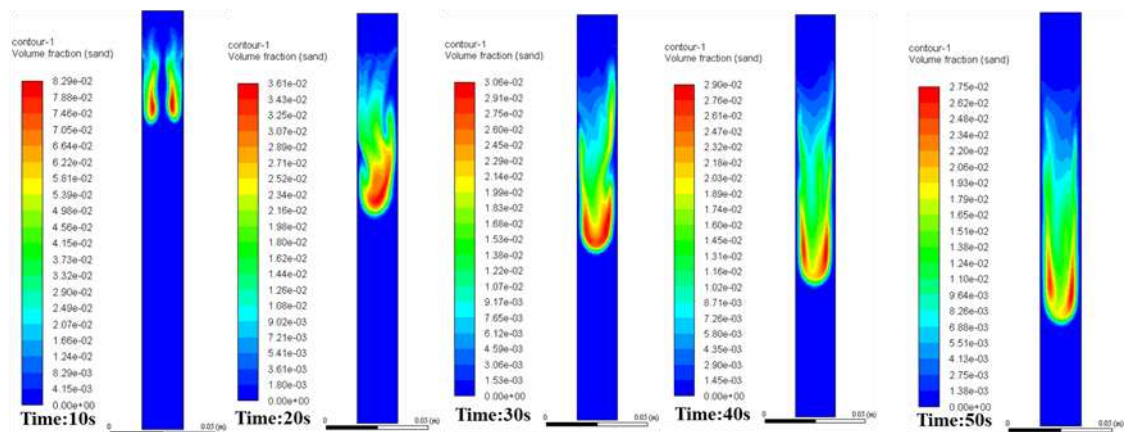 contour-1
Volume fraction (sand)
8.29e-02
7.88e-02
7.46e-02
7.05e-02
6.64e-02
6.22e-02
5.81e-02
5.39e-02
4.98e-02
4.56e-02
4.15e-02
3.73e-02
3.32e-02
2.90e-02
2.49e-02
2.07e-02
1.66e-02
1.24e-02
8.29e-03
4.15e-03
0.00e+00
Time:10s
0.05 (m)
contour-1
Volume fraction (sand)
3.61e-02
3.43e-02
3.25e-02
3.07e-02
2.89e-02
2.71e-02
2.52e-02
2.34e-02
2.16e-02
1.98e-02
1.80e-02
1.62e-02
1.44e-02
1.26e-02
1.08e-02
9.02e-03
7.21e-03
5.41e-03
3.61e-03
1.80e-03
0.00e+00
Time:20s
0.05 (m)
contour-1
Volume fraction (sand)
3.06e-02
2.91e-02
2.75e-02
2.60e-02
2.45e-02
2.29e-02
2.14e-02
1.99e-02
1.83e-02
1.68e-02
1.53e-02
1.38e-02
1.22e-02
1.07e-02
9.17e-03
7.65e-03
6.12e-03
4.59e-03
3.06e-03
1.53e-03
0.00e+00
Time:30s
0.05 (m)
contour-1
Volume fraction (sand)
2.90e-02
2.76e-02
2.61e-02
2.47e-02
2.32e-02
2.18e-02
2.03e-02
1.89e-02
1.74e-02
1.60e-02
1.45e-02
1.31e-02
1.16e-02
1.02e-02
8.71e-03
7.26e-03
5.80e-03
4.35e-03
2.90e-03
1.45e-03
0.00e+00
Time:40s
0.05 (m)
contour-1
Volume fraction (sand)
2.75e-02
2.62e-02
2.48e-02
2.34e-02
2.20e-02
2.06e-02
1.93e-02
1.79e-02
1.65e-02
1.51e-02
1.38e-02
1.24e-02
1.10e-02
9.64e-03
8.26e-03
6.88e-03
5.51e-03
4.13e-03
2.75e-03
1.38e-03
0.00e+00
Time:50s
0.05 (m)